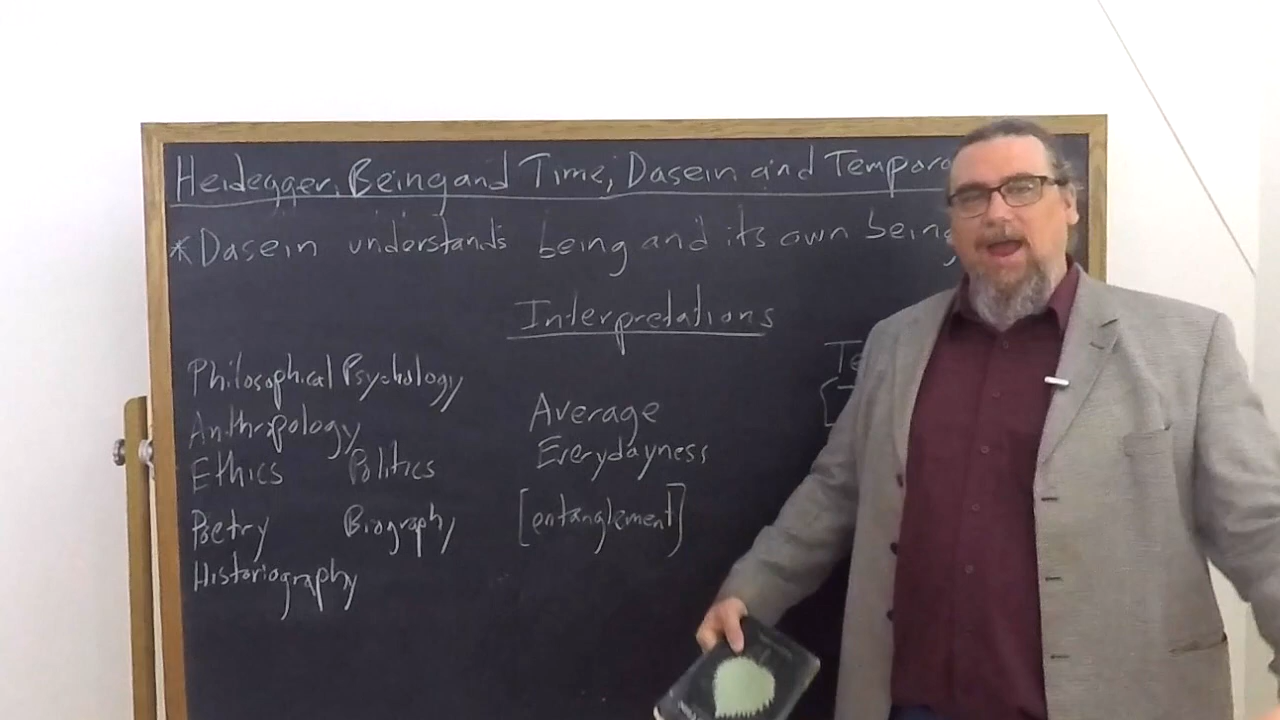 Heidegger, Being and Time, Dasein and Tempora
*Dasein understands being and its own being
Interpretations
Philosophical Psychology
Anthropology
Ethics Politics
Poetry Biography
Historiography
Average
Everydayness
[entanglement]
Te